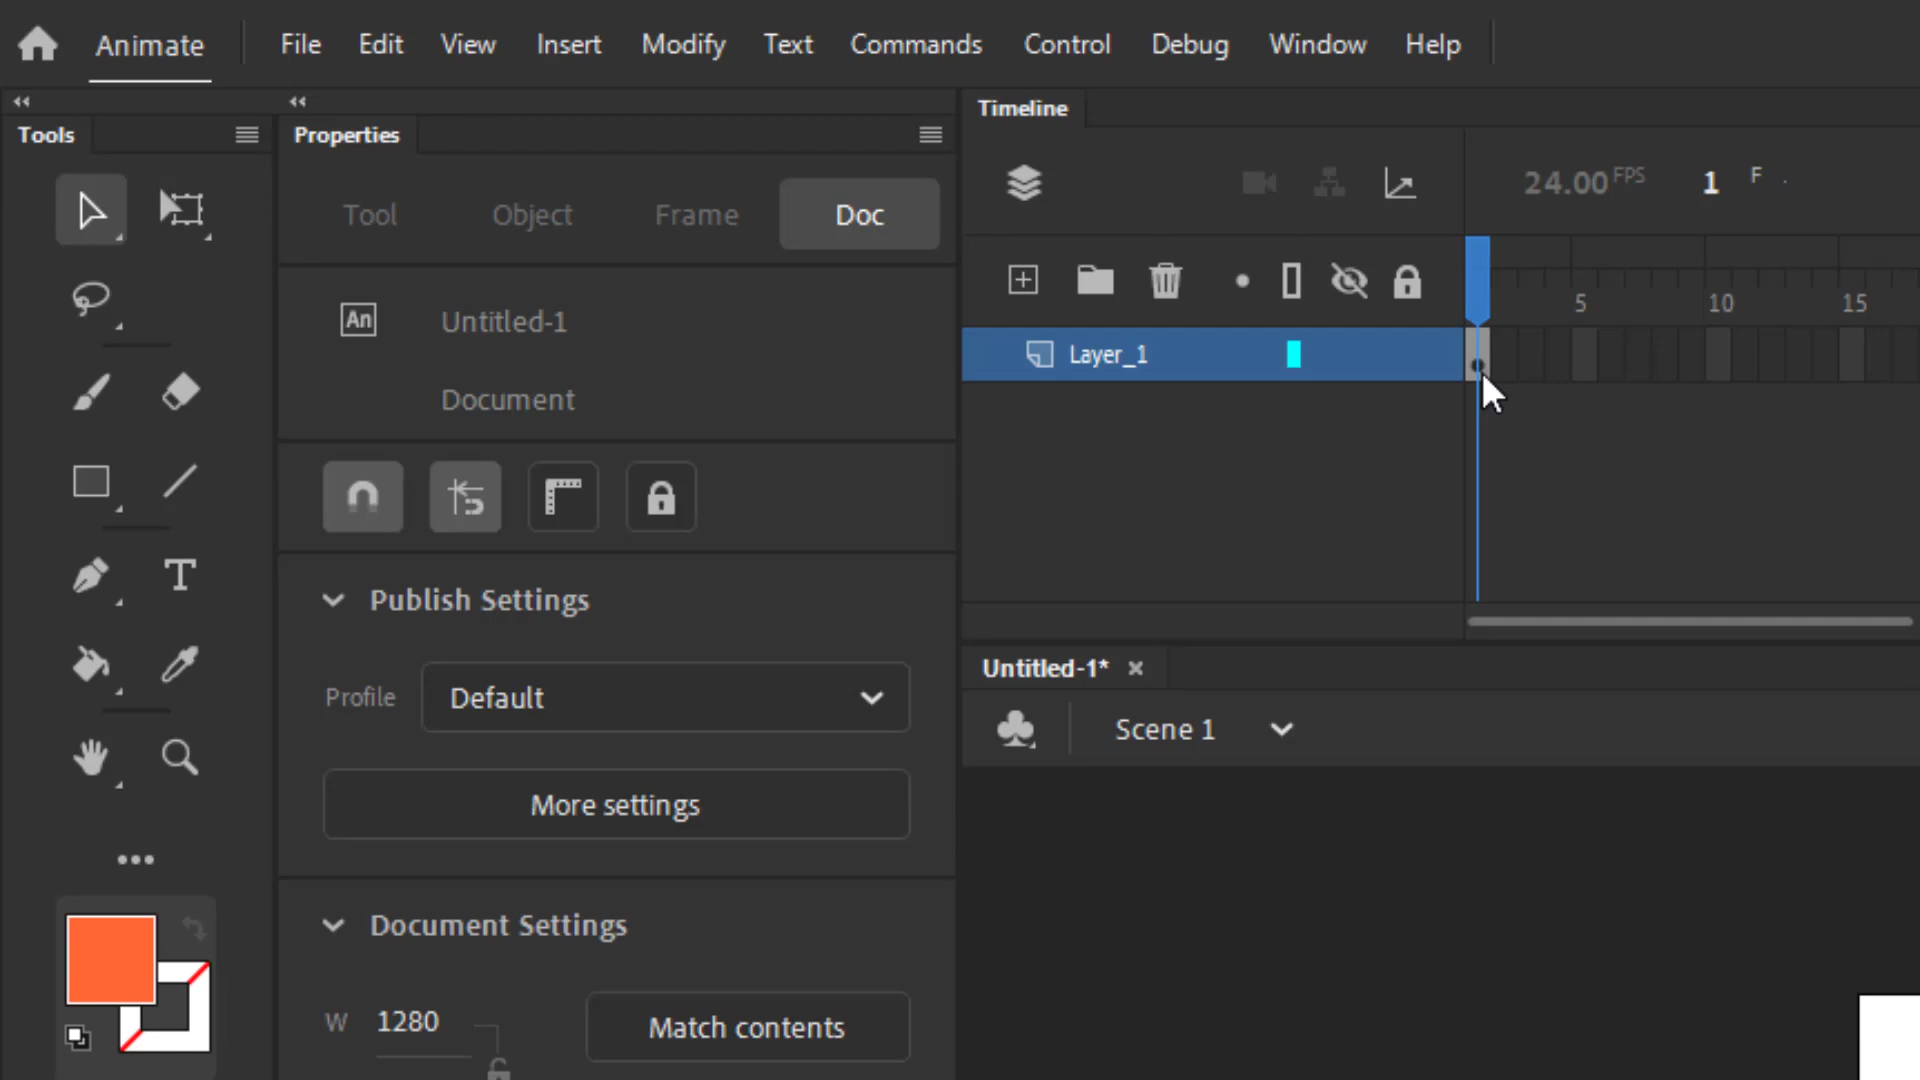 Animate File Edit View Insert Modify Text Commands Control Debug Window Help
Tools
Properties
Tool Object Frame Doc
An Untitled-1
Document
Publish Settings
Profile Default
More settings
Document Settings
W 1280 Match contents
Timeline
24.00 FPS 1 F
5 10 15
Layer_1
Untitled-1*
Scene 1